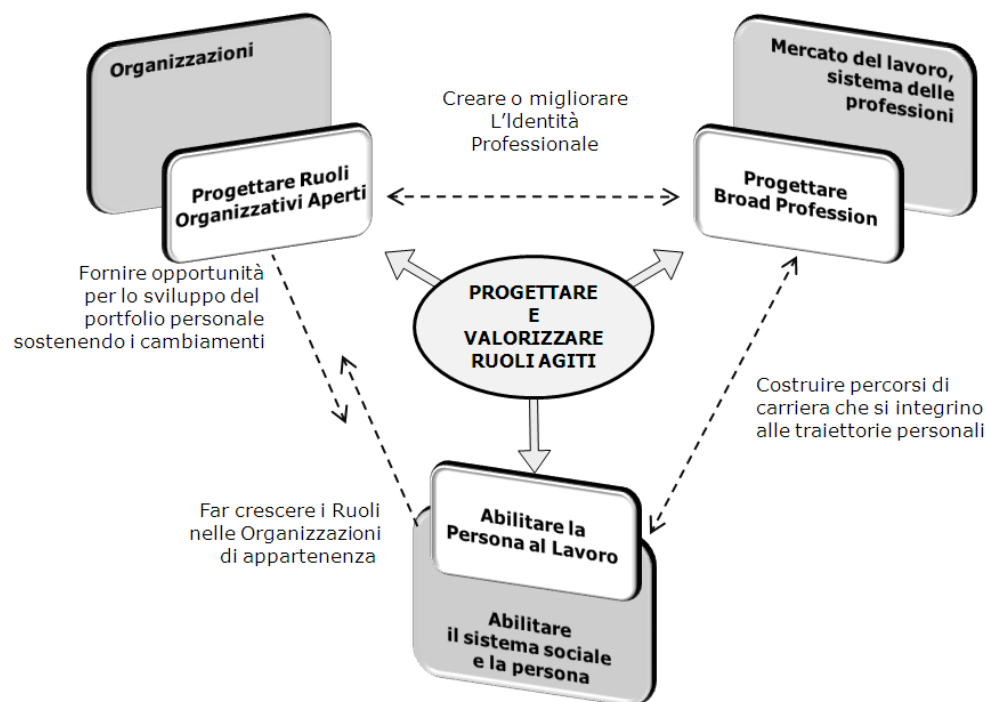 Organizzazioni
Mercato del lavoro,
sistema delle
professioni
Creare o migliorare
L'Identità
Professionale
Progettare Ruoli
Organizzativi Aperti
Progettare
Broad Profession
Fornire opportunità
per lo sviluppo del
portfolio personale
sostenendo i cambiamenti
PROGETTARE
E
VALORIZZARE
RUOLI AGITI
Costruire percorsi di
carriera che si integrino
alle traiettorie personali
Far crescere i Ruoli
nelle Organizzazioni
di appartenenza
Abilitare la
Persona al Lavoro
Abilitare
il sistema sociale
e la persona